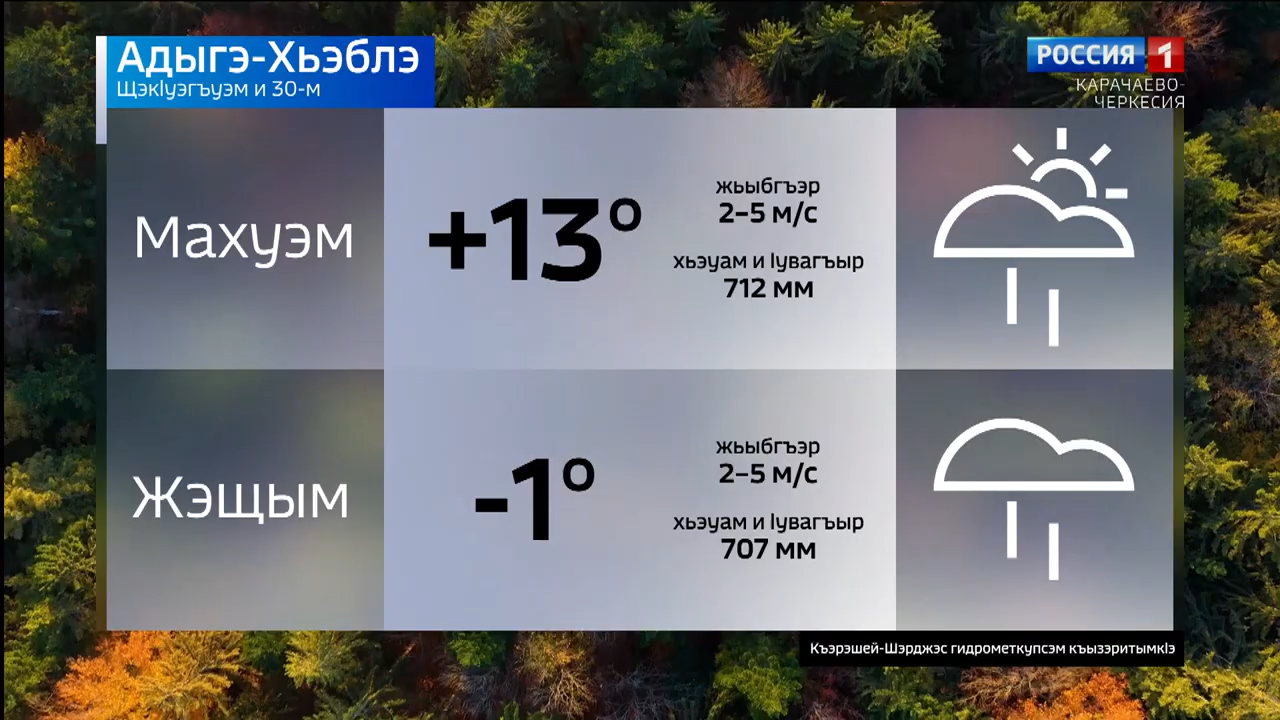 Адыгэ-Хьэблэ
ЩэкӀуэгъуэм и 30-м
РОССИЯ 1
КАРАЧАЕВО-
ЧЕРКЕСИЯ
Махуэм
+13°
жьыбгъэр
2–5 м/с
хьэуам и Ӏувагъыр
712 мм
Жэщым
-1°
жьыбгъэр
2–5 м/с
хьэуам и Ӏувагъыр
707 мм
Къэрэшей-Шэрджэс гидрометкупсэм къызэритымкӀэ